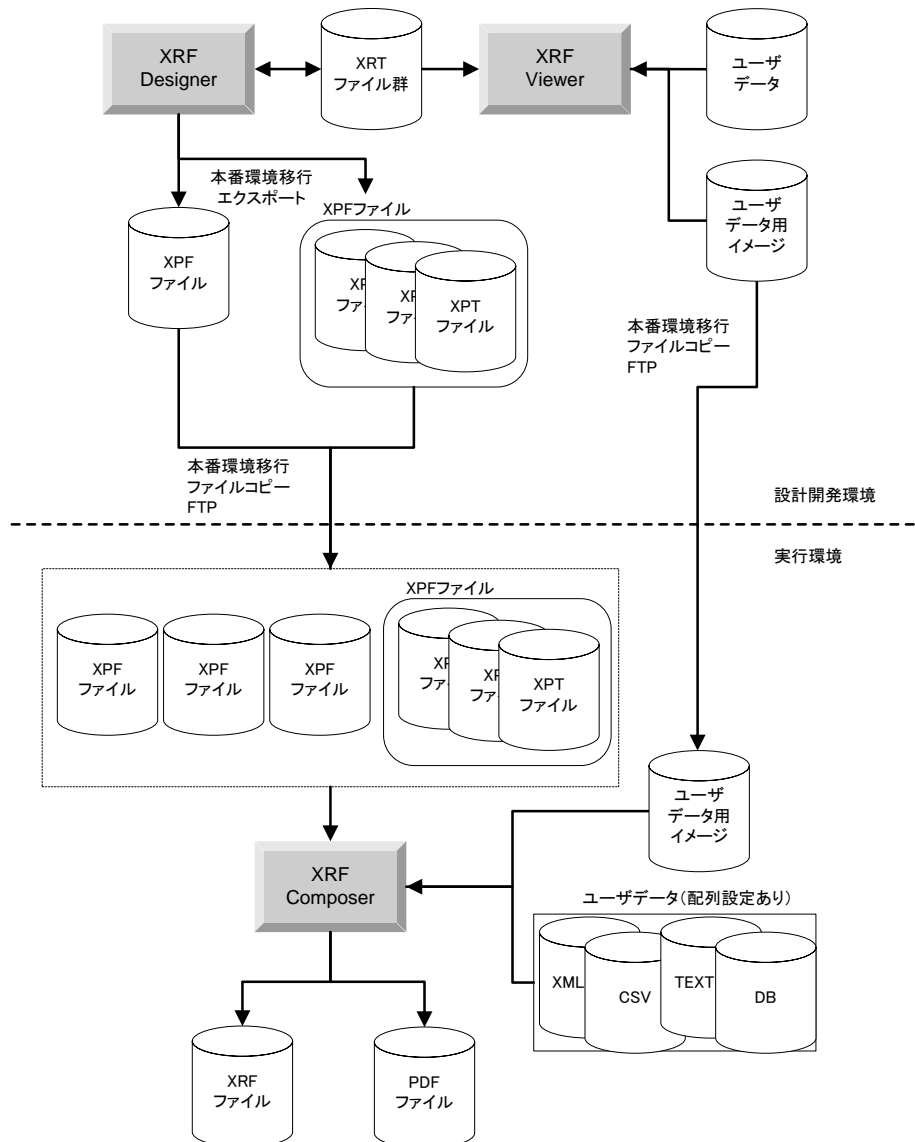 XRF
Designer
XRT
ファイル群
XRF
Viewer
ユーザ
データ
本番環境移行
エクスポート
XPFファイル
XPF
ファイル
XPT
ファイル
ユーザ
データ用
イメージ
本番環境移行
ファイルコピー
FTP
本番環境移行
ファイルコピー
FTP
設計開発環境
実行環境
XPFファイル
XPF
ファイル
XPF
ファイル
XPF
ファイル
XPT
ファイル
ユーザ
データ用
イメージ
XRF
Composer
ユーザデータ(配列設定あり)
XML
CSV
TEXT
DB
XRF
ファイル
PDF
ファイル